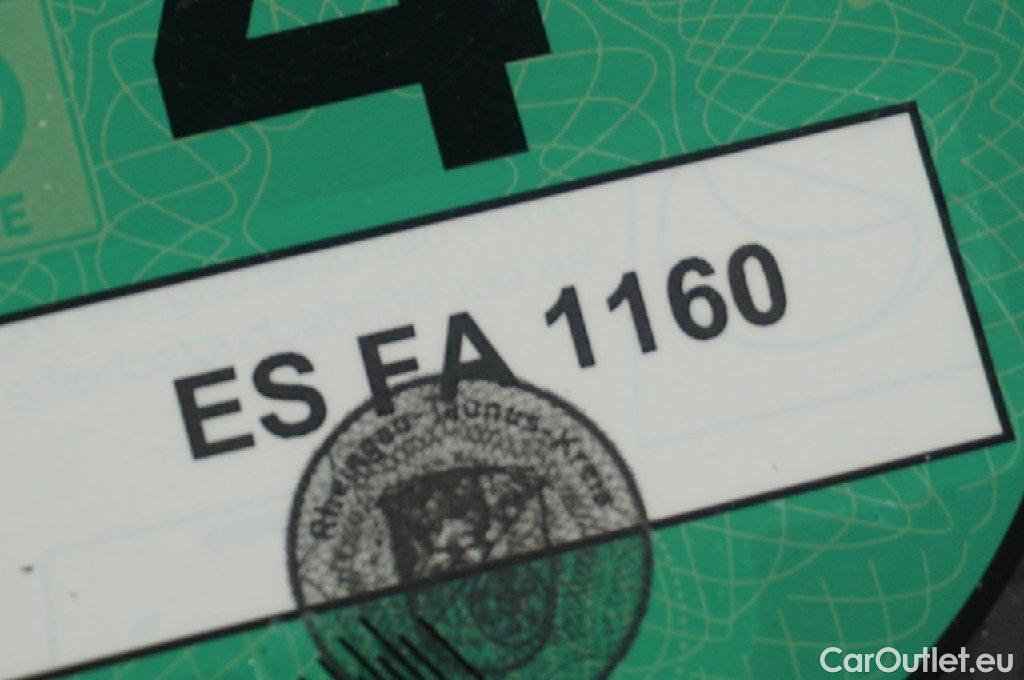 4
E
ES FA 1160
Rheingau-Taunus-Kreis
CarOutlet.eu